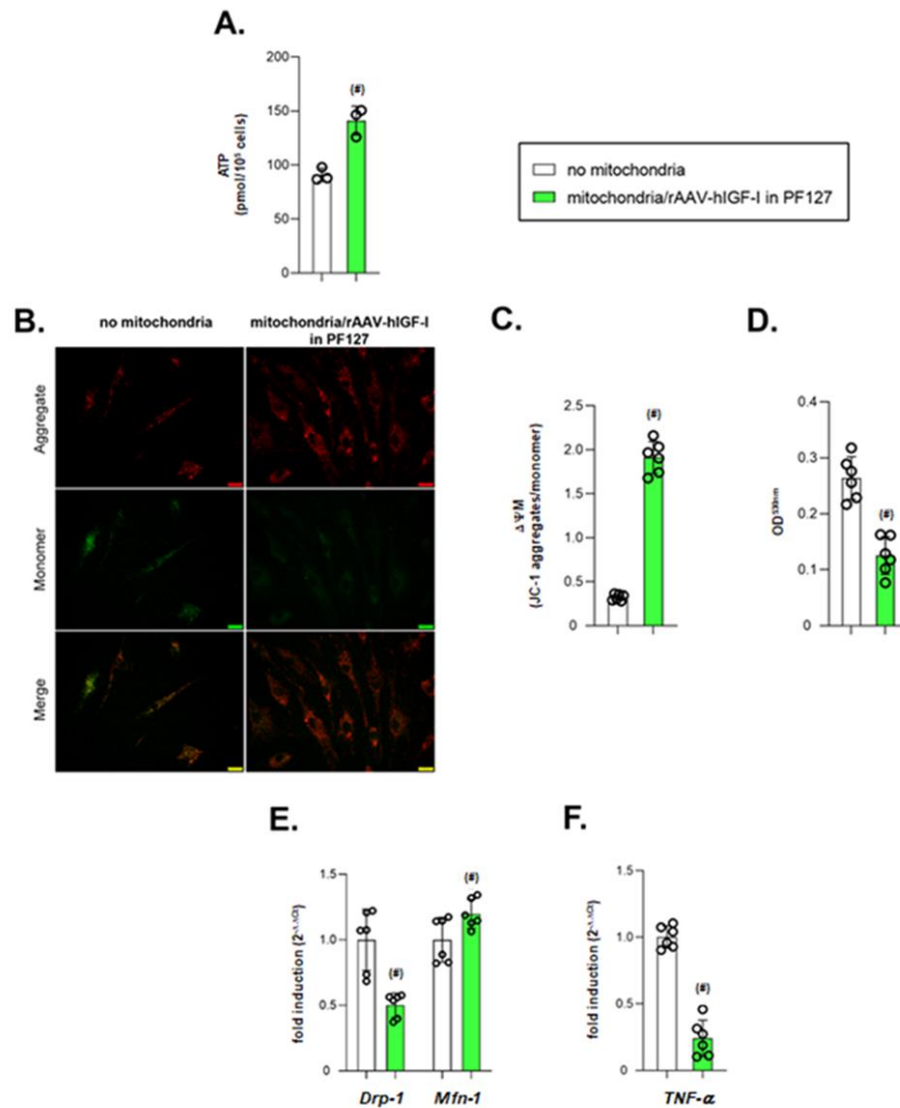 A.
200
150
100
50
0
ATP
(pmol/10⁵ cells)
(#)
no mitochondria
mitochondria/rAAV-hIGF-I in PF127
B.
no mitochondria
mitochondria/rAAV-hIGF-I
in PF127
Aggregate
Monomer
Merge
C.
2.5
2.0
1.5
1.0
0.5
0
ΔΨM
(JC-1 aggregates/monomer)
(#)
D.
0.4
0.3
0.2
0.1
0
OD⁵³⁰ⁿᵐ
(#)
E.
1.5
1.0
0.5
0
fold induction (2^-ΔΔCt)
(#)
(#)
Drp-1
Mfn-1
F.
1.5
1.0
0.5
0
fold induction (2^-ΔΔCt)
(#)
TNF-α